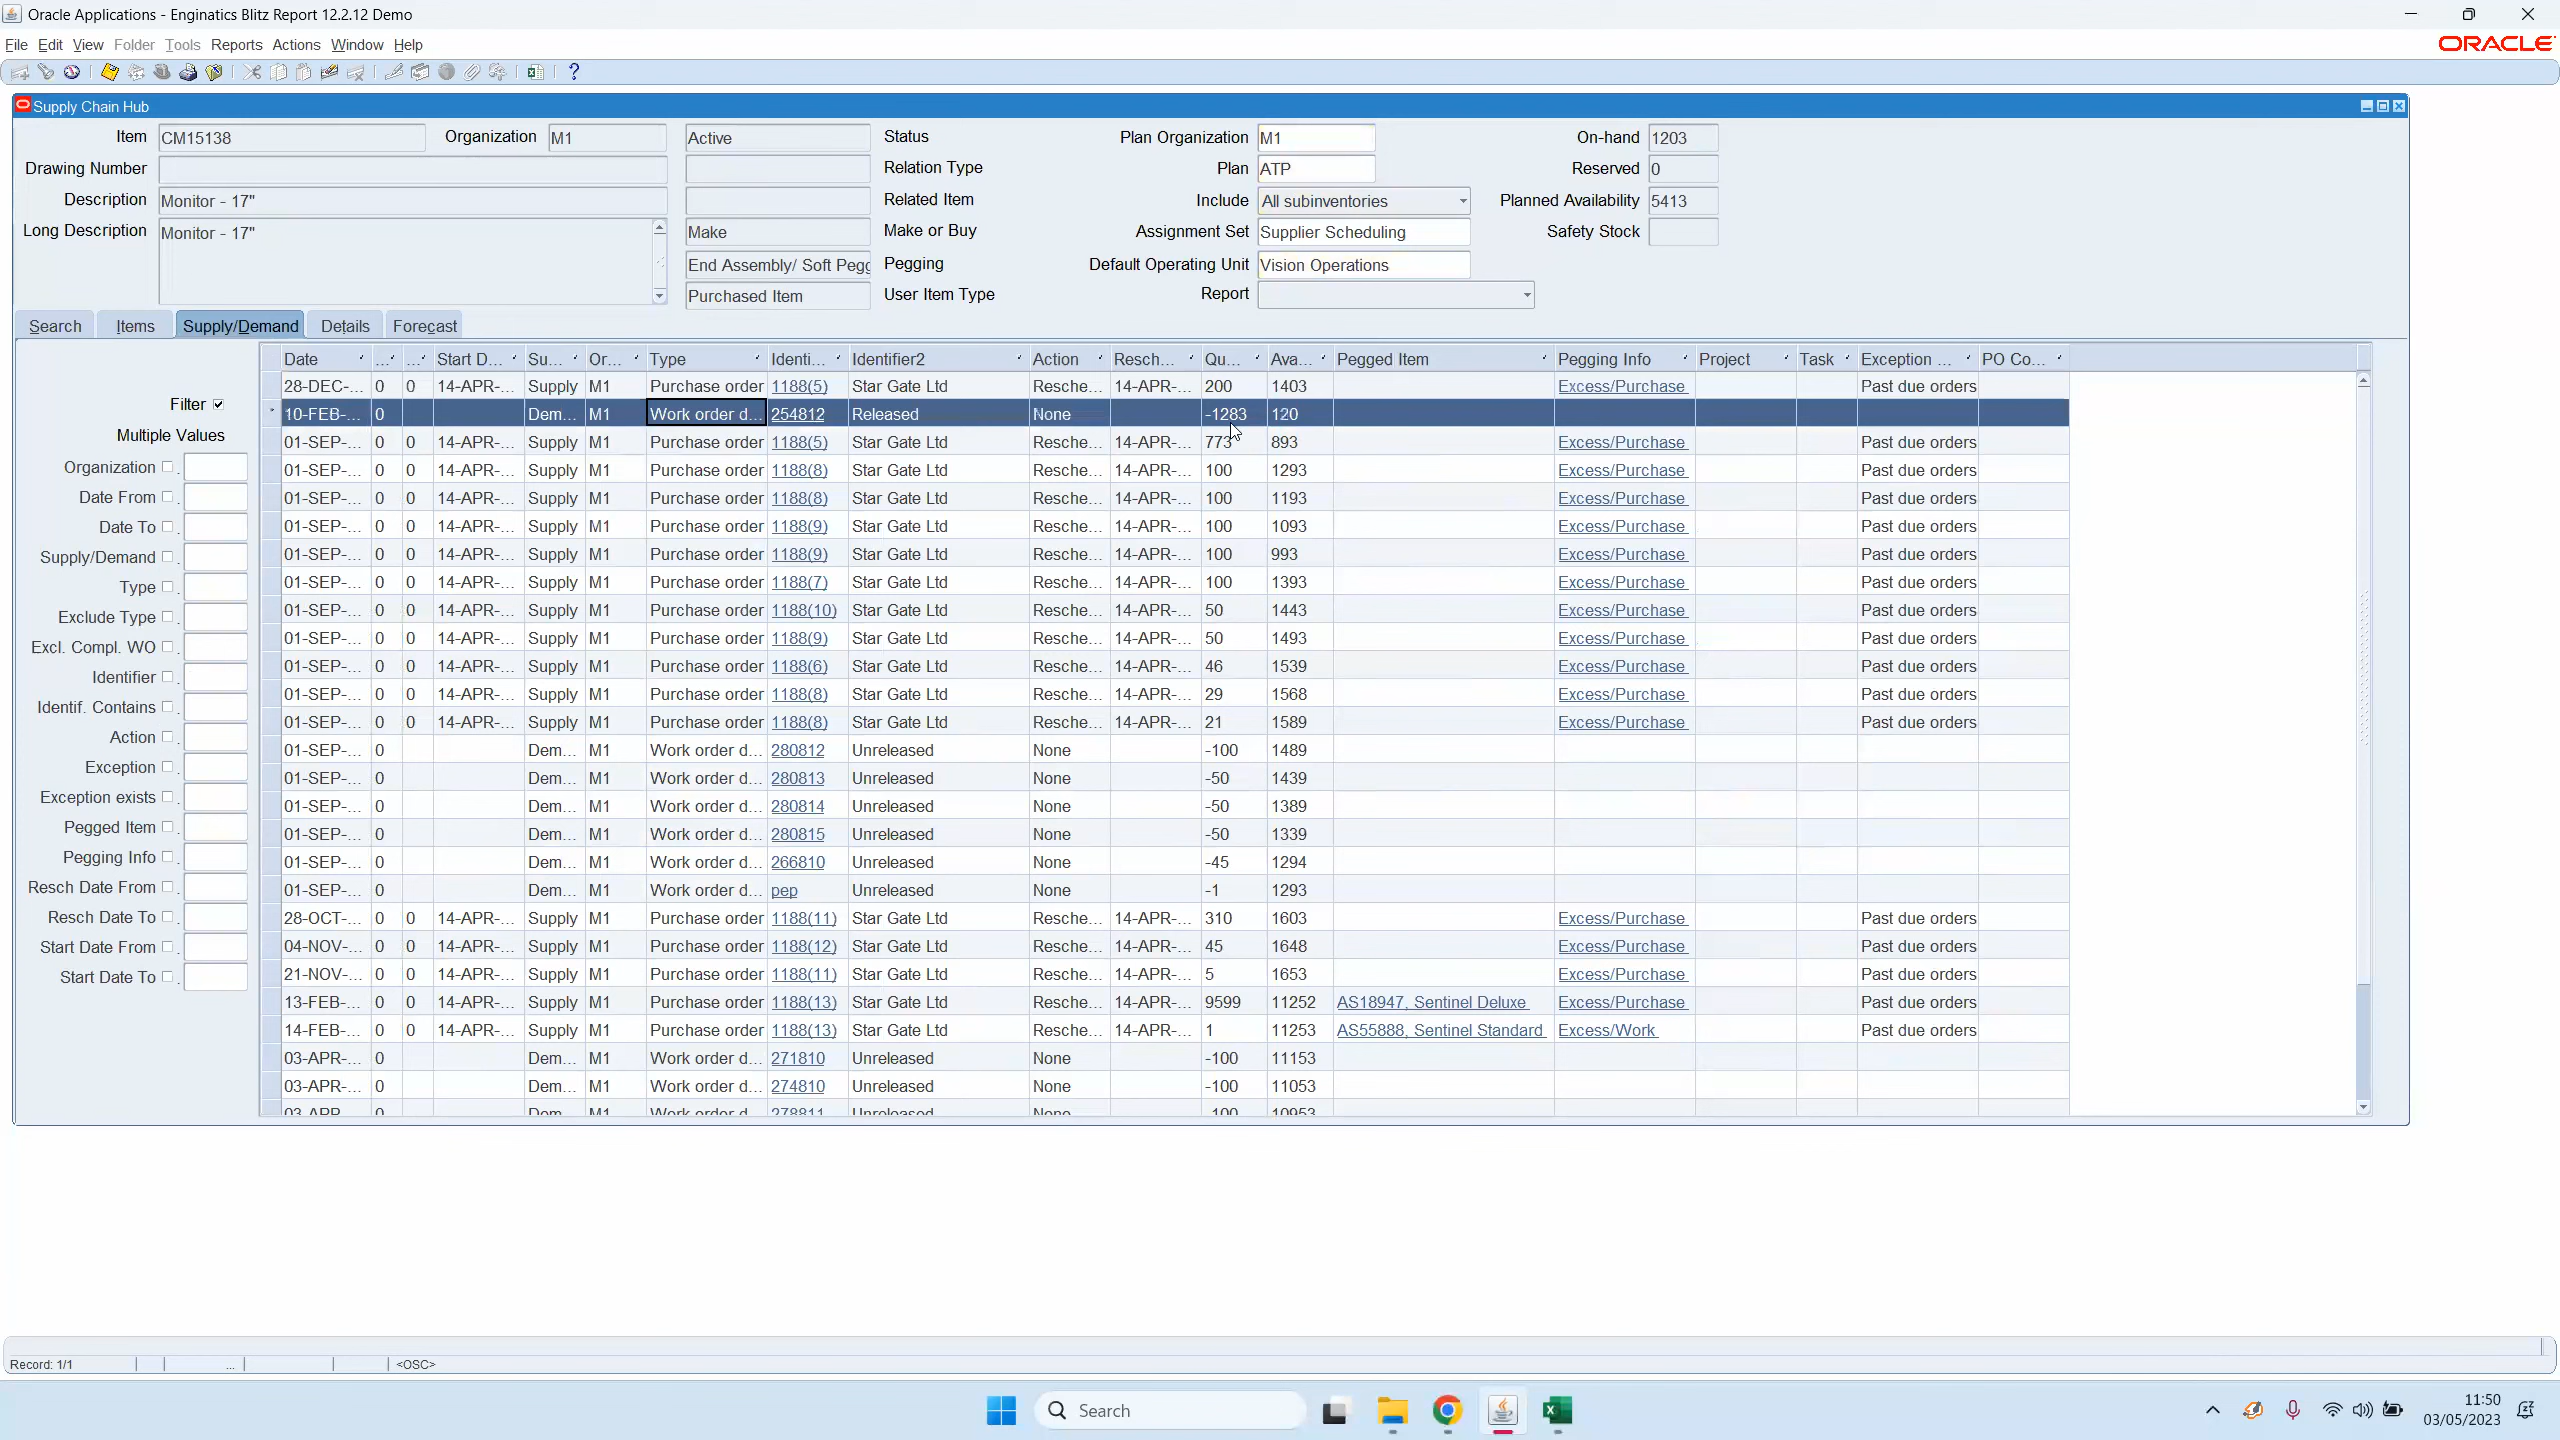 Oracle Applications - Enginatics Blitz Report 12.2.12 Demo
File Edit View Folder Tools Reports Actions Window Help
ORACLE
Supply Chain Hub
Item CM15138 Organization M1 Active Status Plan Organization M1 On-hand 1203
Drawing Number Relation Type Plan ATP Reserved 0
Description Monitor - 17" Related Item Include All subinventories Planned Availability 5413
Long Description Monitor - 17" Make Make or Buy Assignment Set Supplier Scheduling Safety Stock
End Assembly/ Soft Pegg Pegging Default Operating Unit Vision Operations
Purchased Item User Item Type Report
Search Items Supply/Demand Details Forecast
Date ... ... Start D... Su... Or... Type Identi... Identifier2 Action Resch... Qu... Ava... Pegged Item Pegging Info Project Task Exception ... PO Co...
28-DEC-... 0 0 14-APR-... Supply M1 Purchase order 1188(5) Star Gate Ltd Resche... 14-APR-... 200 1403 Excess/Purchase Past due orders
10-FEB-... 0 Dem... M1 Work order d... 254812 Released None -1283 120
01-SEP-... 0 0 14-APR-... Supply M1 Purchase order 1188(5) Star Gate Ltd Resche... 14-APR-... 773 893 Excess/Purchase Past due orders
01-SEP-... 0 0 14-APR-... Supply M1 Purchase order 1188(8) Star Gate Ltd Resche... 14-APR-... 100 1293 Excess/Purchase Past due orders
01-SEP-... 0 0 14-APR-... Supply M1 Purchase order 1188(8) Star Gate Ltd Resche... 14-APR-... 100 1193 Excess/Purchase Past due orders
01-SEP-... 0 0 14-APR-... Supply M1 Purchase order 1188(9) Star Gate Ltd Resche... 14-APR-... 100 1093 Excess/Purchase Past due orders
01-SEP-... 0 0 14-APR-... Supply M1 Purchase order 1188(9) Star Gate Ltd Resche... 14-APR-... 100 993 Excess/Purchase Past due orders
01-SEP-... 0 0 14-APR-... Supply M1 Purchase order 1188(7) Star Gate Ltd Resche... 14-APR-... 100 1393 Excess/Purchase Past due orders
01-SEP-... 0 0 14-APR-... Supply M1 Purchase order 1188(10) Star Gate Ltd Resche... 14-APR-... 50 1443 Excess/Purchase Past due orders
01-SEP-... 0 0 14-APR-... Supply M1 Purchase order 1188(9) Star Gate Ltd Resche... 14-APR-... 50 1493 Excess/Purchase Past due orders
01-SEP-... 0 0 14-APR-... Supply M1 Purchase order 1188(6) Star Gate Ltd Resche... 14-APR-... 46 1539 Excess/Purchase Past due orders
01-SEP-... 0 0 14-APR-... Supply M1 Purchase order 1188(8) Star Gate Ltd Resche... 14-APR-... 29 1568 Excess/Purchase Past due orders
01-SEP-... 0 0 14-APR-... Supply M1 Purchase order 1188(8) Star Gate Ltd Resche... 14-APR-... 21 1589 Excess/Purchase Past due orders
01-SEP-... 0 Dem... M1 Work order d... 280812 Unreleased None -100 1489
01-SEP-... 0 Dem... M1 Work order d... 280813 Unreleased None -50 1439
01-SEP-... 0 Dem... M1 Work order d... 280814 Unreleased None -50 1389
01-SEP-... 0 Dem... M1 Work order d... 280815 Unreleased None -50 1339
01-SEP-... 0 Dem... M1 Work order d... 266810 Unreleased None -45 1294
01-SEP-... 0 Dem... M1 Work order d... pep Unreleased None -1 1293
28-OCT-... 0 0 14-APR-... Supply M1 Purchase order 1188(11) Star Gate Ltd Resche... 14-APR-... 310 1603 Excess/Purchase Past due orders
04-NOV-... 0 0 14-APR-... Supply M1 Purchase order 1188(12) Star Gate Ltd Resche... 14-APR-... 45 1648 Excess/Purchase Past due orders
21-NOV-... 0 0 14-APR-... Supply M1 Purchase order 1188(11) Star Gate Ltd Resche... 14-APR-... 5 1653 Excess/Purchase Past due orders
13-FEB-... 0 0 14-APR-... Supply M1 Purchase order 1188(13) Star Gate Ltd Resche... 14-APR-... 9599 11252 AS18947, Sentinel Deluxe Excess/Purchase Past due orders
14-FEB-... 0 0 14-APR-... Supply M1 Purchase order 1188(13) Star Gate Ltd Resche... 14-APR-... 1 11253 AS55888, Sentinel Standard Excess/Work Past due orders
03-APR-... 0 Dem... M1 Work order d... 271810 Unreleased None -100 11153
03-APR-... 0 Dem... M1 Work order d... 274810 Unreleased None -100 11053
03-APR 0 Dem... M1 Work order d... 278811 Unreleased None -100 10953
Filter
Multiple Values
Organization
Date From
Date To
Supply/Demand
Type
Exclude Type
Excl. Compl. WO
Identifier
Identif. Contains
Action
Exception
Exception exists
Pegged Item
Pegging Info
Resch Date From
Resch Date To
Start Date From
Start Date To
Record: 1/1 ... <OSC>
Search
11:50
03/05/2023